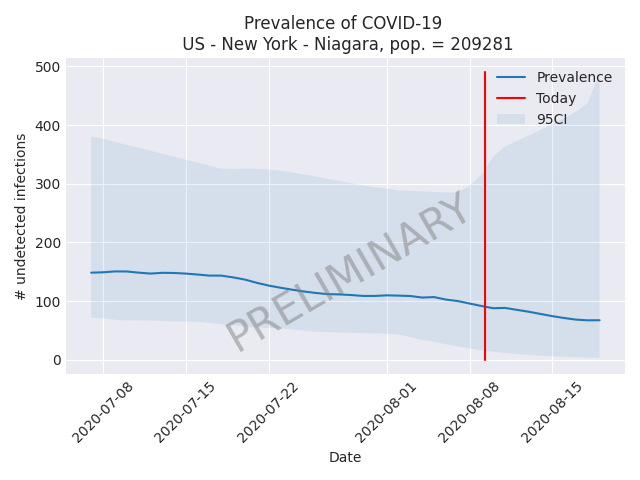 Prevalence of COVID-19
US - New York - Niagara, pop. = 209281
500
400
300
200
100
0
# undetected infections
Prevalence
Today
95CI
PRELIMINARY
2020-07-08
2020-07-15
2020-07-22
2020-08-01
2020-08-08
2020-08-15
Date